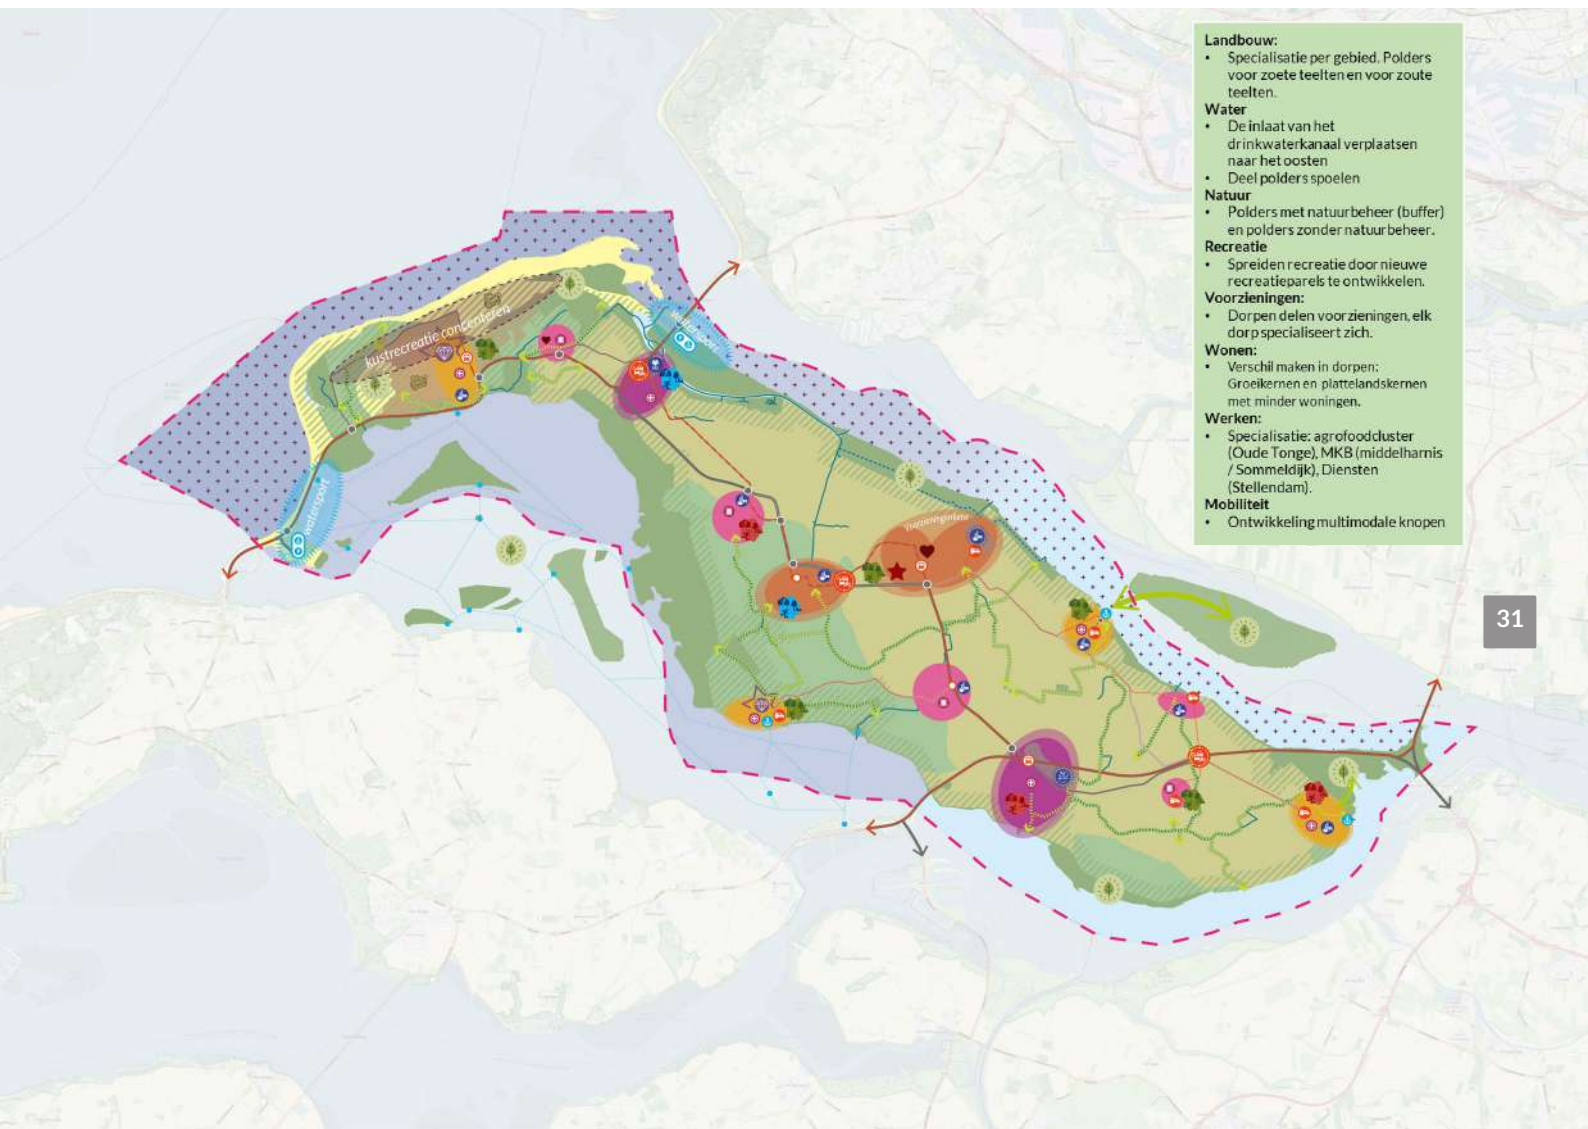 Landbouw:
• Specialisatie per gebied. Polders
voor zoete teelten en voor zoute
teelten.
Water
• De inlaat van het
drinkwaterkanaal verplaatsen
naar het oosten
• Deel polders spoelen
Natuur
• Polders met natuurbeheer (buffer)
en polders zonder natuurbeheer.
Recreatie
• Spreiden recreatie door nieuwe
recreatieparels te ontwikkelen.
Voorzieningen:
• Dorpen delen voorzieningen, elk
dorp specialiseert zich.
Wonen:
• Verschil maken in dorpen:
Groeikernen en plattelandskernen
met minder woningen.
Werken:
• Specialisatie: agrofoodcluster
(Oude Tonge), MKB (middelharnis
/ Sommeldijk), Diensten
(Stellendam).
Mobiliteit
• Ontwikkeling multimodale knopen
kustrecreatie concenteren
watersport
watersport
31